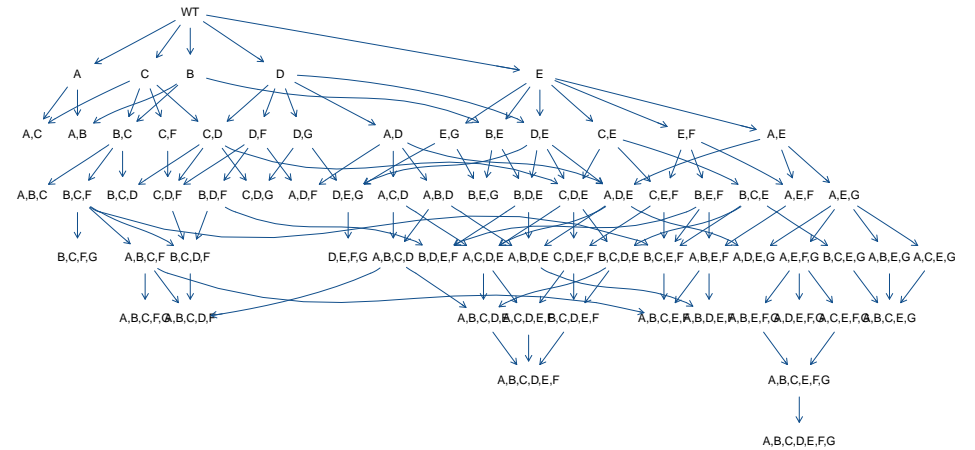 WT
A C B D E
A,C A,B B,C C,F C,D D,F D,G A,D E,G B,E D,E C,E E,F A,E
A,B,C B,C,F B,C,D C,D,F B,D,F C,D,G A,D,F D,E,G A,C,D A,B,D B,E,G B,D,E C,D,E A,D,E C,E,F B,E,F B,C,E A,E,F A,E,G
B,C,F,G A,B,C,F B,C,D,F D,E,F,G A,B,C,D B,D,E,F A,C,D,E A,B,D,E C,D,E,F B,C,D,E B,C,E,F A,B,E,F A,D,E,G A,E,F,G B,C,E,G A,B,E,G A,C,E,G
A,B,C,F,G A,B,C,D,F A,B,C,D,E A,C,D,E,F B,C,D,E,F A,B,C,E,F A,B,D,E,F A,B,E,F,G A,D,E,F,G A,C,E,F,G A,B,C,E,G
A,B,C,D,E,F A,B,C,E,F,G
A,B,C,D,E,F,G